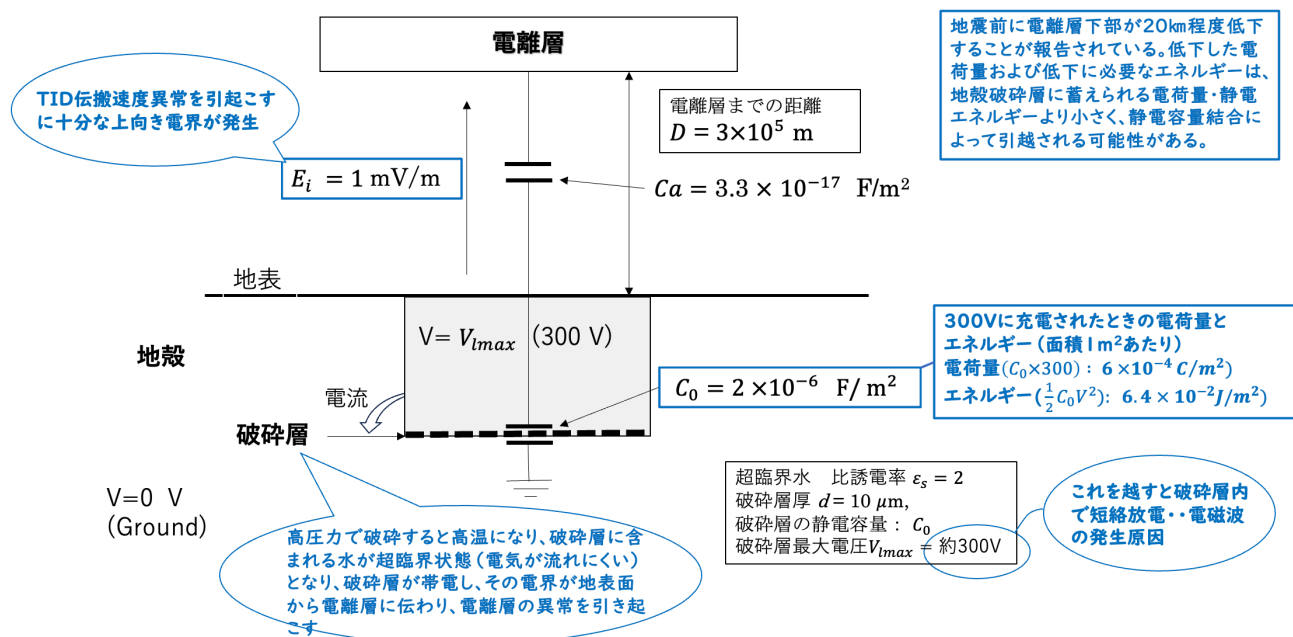 電離層
地震前に電離層下部が20km程度低下
することが報告されている。低下した電
荷量および低下に必要なエネルギーは、
地殻破砕層に蓄えられる電荷量・静電
エネルギーより小さく、静電容量結合に
よって引越される可能性がある。
TID伝搬速度異常を引起こす
に十分な上向き電界が発生
電離層までの距離
D = 3×10⁵ m
E_i = 1 mV/m
Ca = 3.3 × 10⁻¹⁷ F/m²
地表
V= V_{lmax} (300 V)
300Vに充電されたときの電荷量と
エネルギー(面積1m²あたり)
電荷量(C₀×300): 6×10⁻⁴ C/m²)
エネルギー(½C₀V²): 6.4 × 10⁻²J/m²)
地殻
C₀ = 2 ×10⁻⁶ F/ m²
電流
破砕層
V=0 V
(Ground)
超臨界水 比誘電率 ε_s = 2
破砕層厚 d= 10 μm,
破砕層の静電容量: C₀
破砕層最大電圧V_{lmax} = 約300V
これを越すと破砕層内
で短絡放電・・電磁波
の発生原因
高圧力で破砕すると高温になり、破砕層に含
まれる水が超臨界状態(電気が流れにくい)
となり、破砕層が帯電し、その電界が地表面
から電離層に伝わり、電離層の異常を引き起
こす